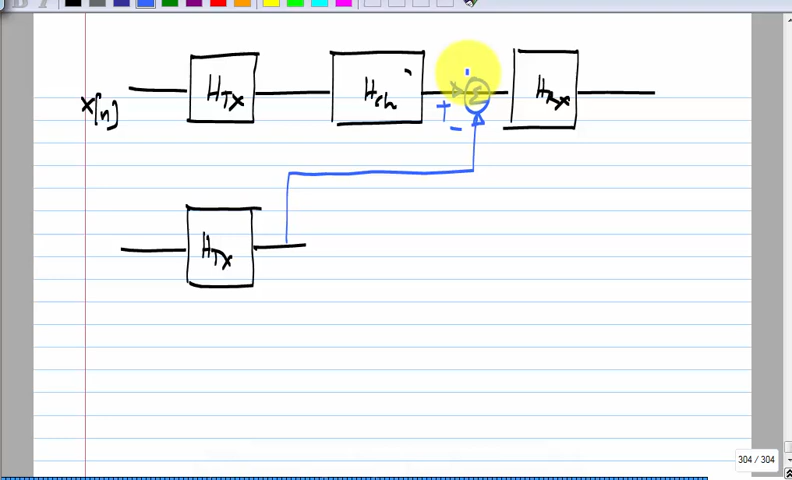 x[n] H_TX H_ch + - Σ H_RX
H_TX
304 / 304